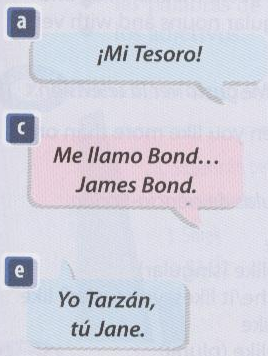 a
¡Mi Tesoro!
c
Me llamo Bond…
James Bond.
e
Yo Tarzán,
tú Jane.